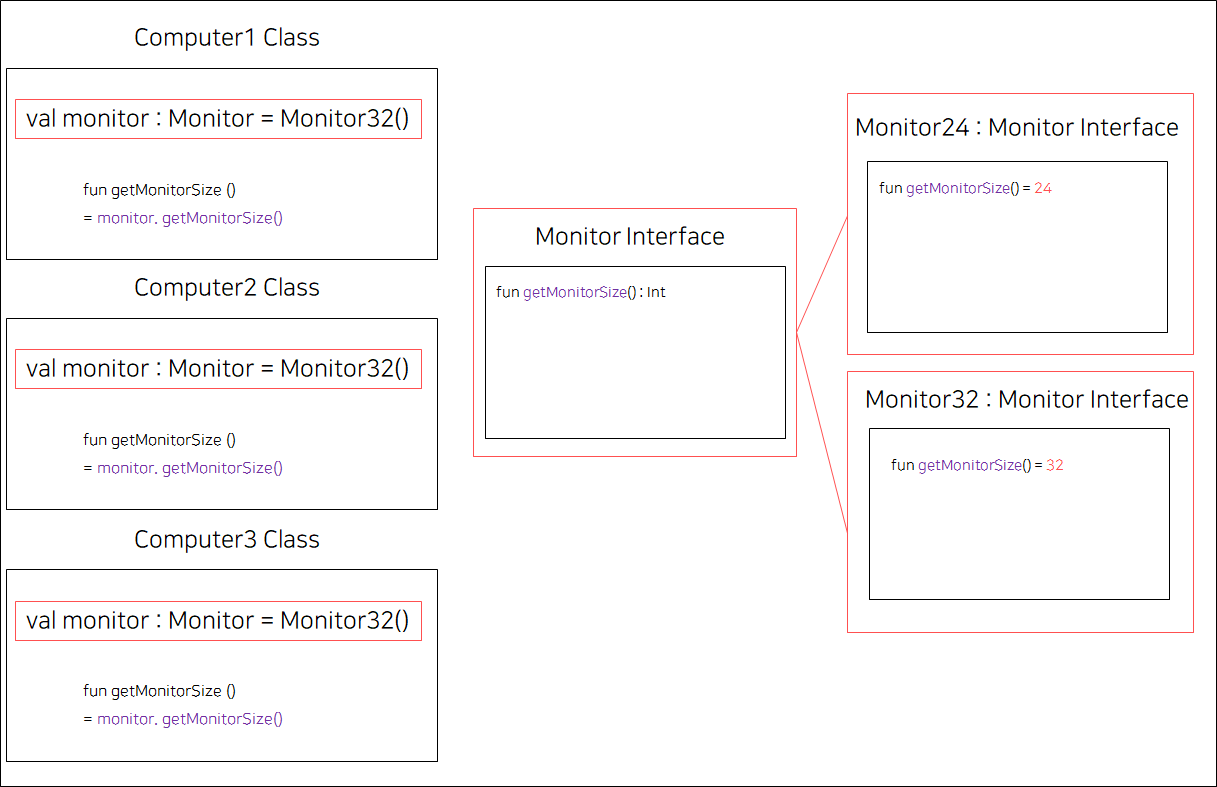 Computer1 Class
val monitor : Monitor = Monitor32()
fun getMonitorSize ()
= monitor. getMonitorSize()
Computer2 Class
val monitor : Monitor = Monitor32()
fun getMonitorSize ()
= monitor. getMonitorSize()
Computer3 Class
val monitor : Monitor = Monitor32()
fun getMonitorSize ()
= monitor. getMonitorSize()
Monitor Interface
fun getMonitorSize() : Int
Monitor24 : Monitor Interface
fun getMonitorSize() = 24
Monitor32 : Monitor Interface
fun getMonitorSize() = 32